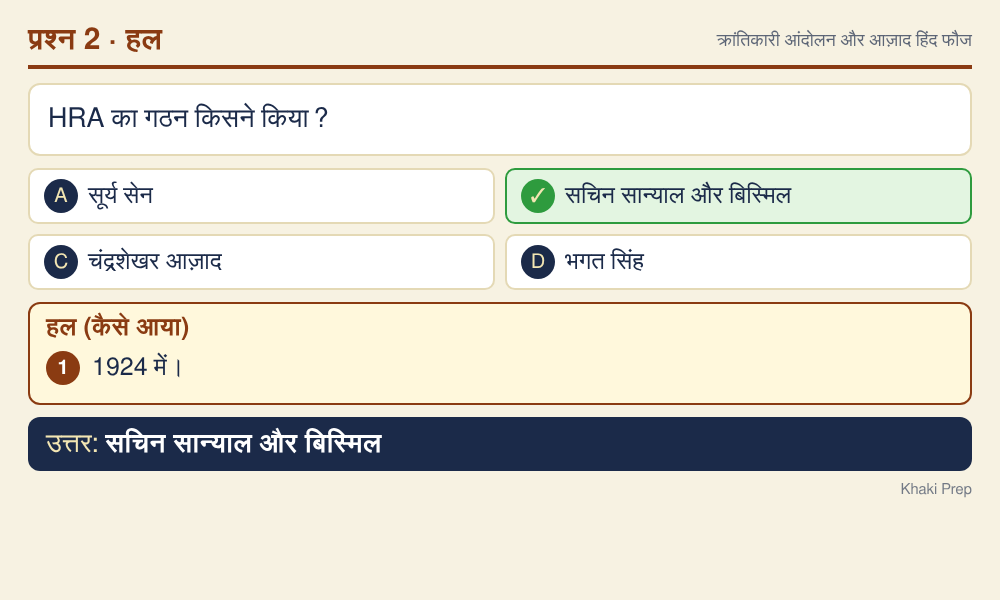 प्रश्न 2 · हल
क्रांतिकारी आंदोलन और आज़ाद हिंद फौज
HRA का गठन किसने किया ?
A सूर्य सेन
✓ सचिन सान्याल और बिस्मिल
C चंद्रशेखर आज़ाद
D भगत सिंह
हल (कैसे आया)
1 1924 में।
उत्तर: सचिन सान्याल और बिस्मिल
Khaki Prep